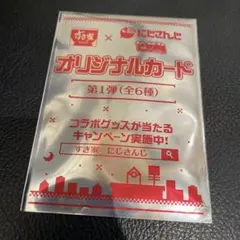 すき家 × にじさんじ
オリジナルカード
第1弾(全6種)
コラボグッズが当たる
キャンペーン実施中!
すき家 にじさんじ